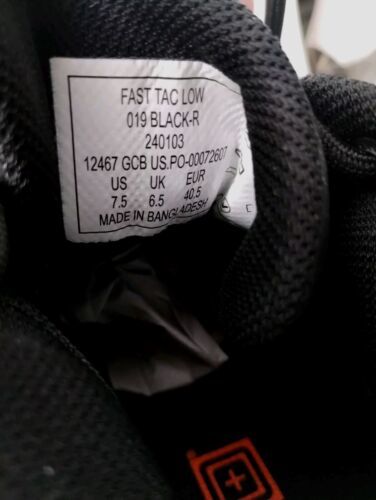 FAST TAC LOW
019 BLACK-R
240103
12467 GCB US.PO-00072607
US UK EUR
7.5 6.5 40.5
MADE IN BANGLADESH